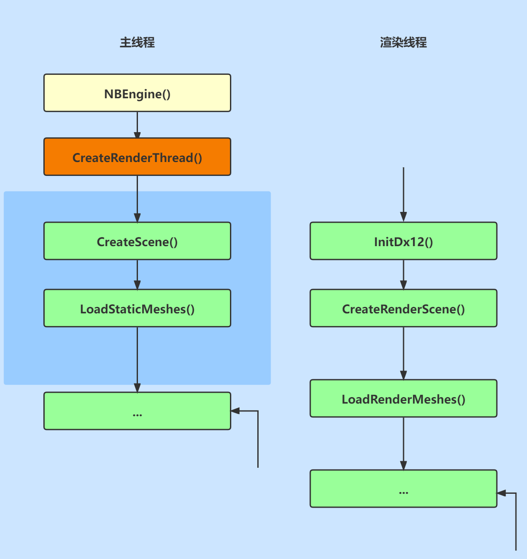 主线程
渲染线程
NBEngine()
CreateRenderThread()
CreateScene()
InitDx12()
LoadStaticMeshes()
CreateRenderScene()
...
LoadRenderMeshes()
...